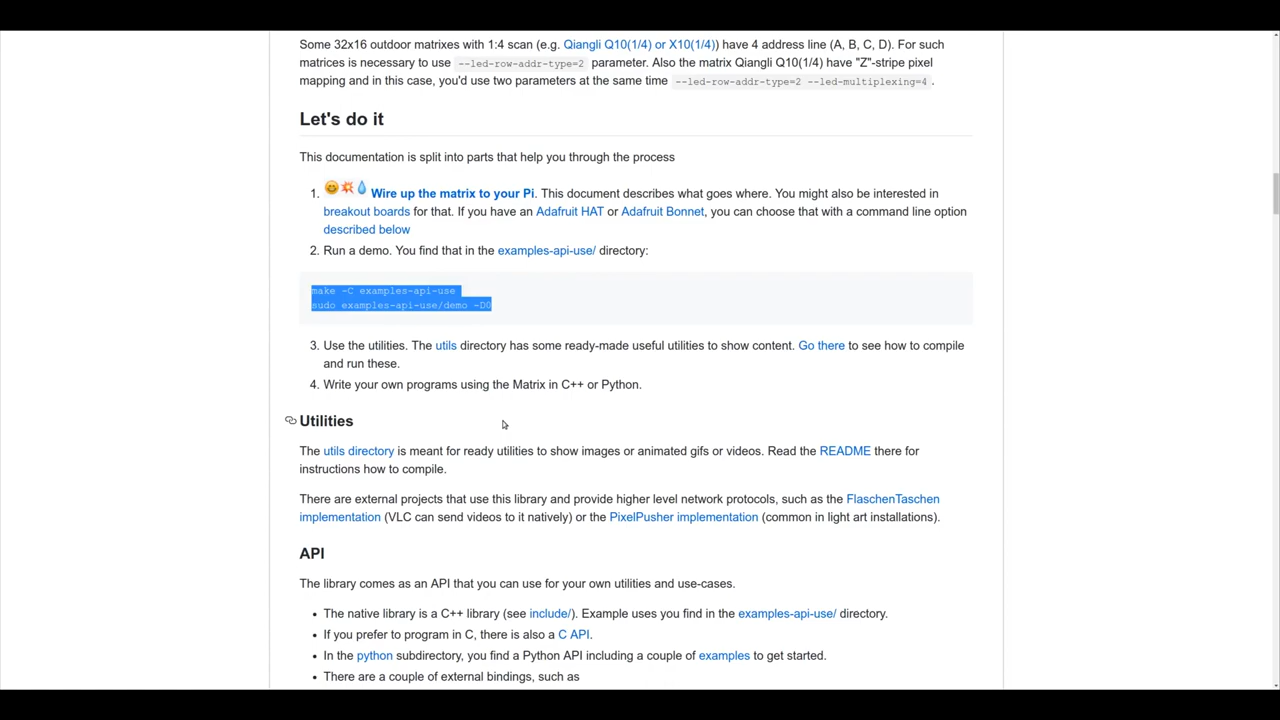 Some 32x16 outdoor matrixes with 1:4 scan (e.g. Qiangli Q10(1/4) or X10(1/4)) have 4 address line (A, B, C, D). For such
matrices is necessary to use --led-row-addr-type=2 parameter. Also the matrix Qiangli Q10(1/4) have "Z"-stripe pixel
mapping and in this case, you'd use two parameters at the same time --led-row-addr-type=2 --led-multiplexing=4.
Let's do it
This documentation is split into parts that help you through the process
1. Wire up the matrix to your Pi. This document describes what goes where. You might also be interested in
breakout boards for that. If you have an Adafruit HAT or Adafruit Bonnet, you can choose that with a command line option
described below
2. Run a demo. You find that in the examples-api-use/ directory:
make -C examples-api-use
sudo examples-api-use/demo -D0
3. Use the utilities. The utils directory has some ready-made useful utilities to show content. Go there to see how to compile
and run these.
4. Write your own programs using the Matrix in C++ or Python.
Utilities
The utils directory is meant for ready utilities to show images or animated gifs or videos. Read the README there for
instructions how to compile.
There are external projects that use this library and provide higher level network protocols, such as the FlaschenTaschen
implementation (VLC can send videos to it natively) or the PixelPusher implementation (common in light art installations).
API
The library comes as an API that you can use for your own utilities and use-cases.
• The native library is a C++ library (see include/). Example uses you find in the examples-api-use/ directory.
• If you prefer to program in C, there is also a C API.
• In the python subdirectory, you find a Python API including a couple of examples to get started.
• There are a couple of external bindings, such as